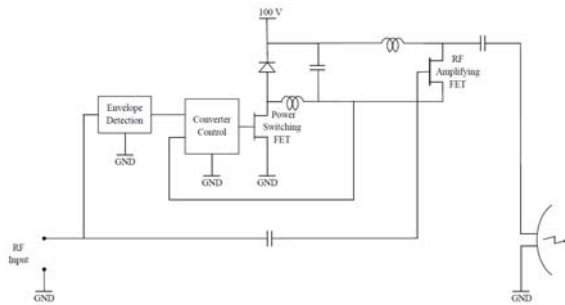 100 V
RF
Amplifying
FET
Envelope
Detection
Converter
Control
Power
Switching
FET
GND
GND
GND
RF
Input
GND
GND